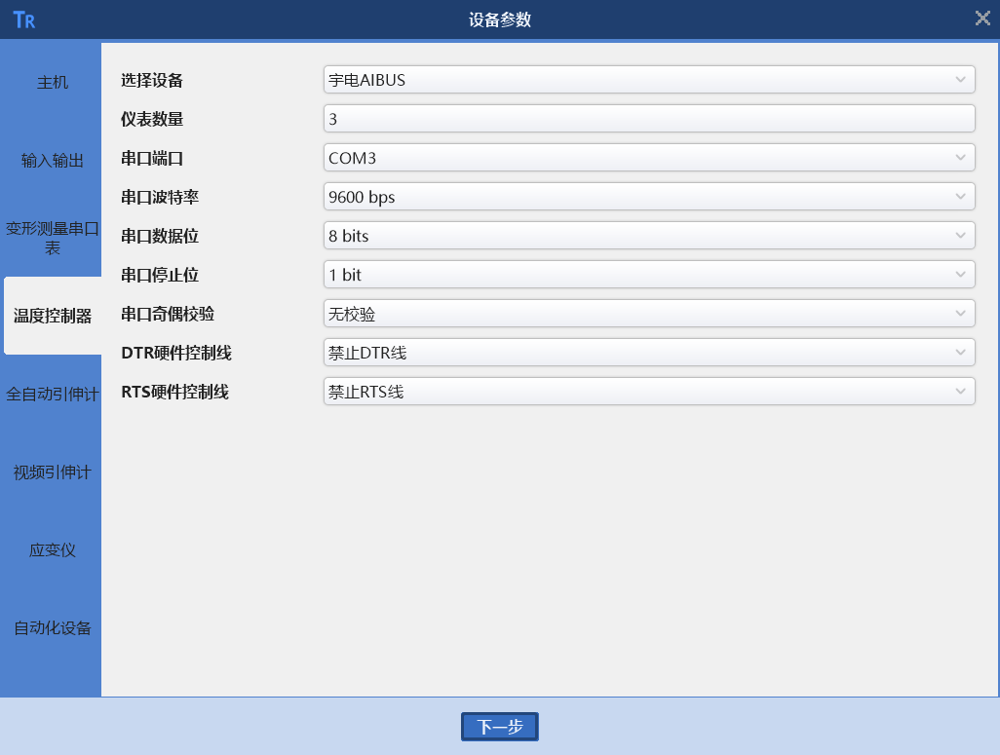 TR
设备参数
主机
输入输出
变形测量串口
表
温度控制器
全自动引伸计
视频引伸计
应变仪
自动化设备
选择设备
宇电AIBUS
仪表数量
3
串口端口
COM3
串口波特率
9600 bps
串口数据位
8 bits
串口停止位
1 bit
串口奇偶校验
无校验
DTR硬件控制线
禁止DTR线
RTS硬件控制线
禁止RTS线
下一步